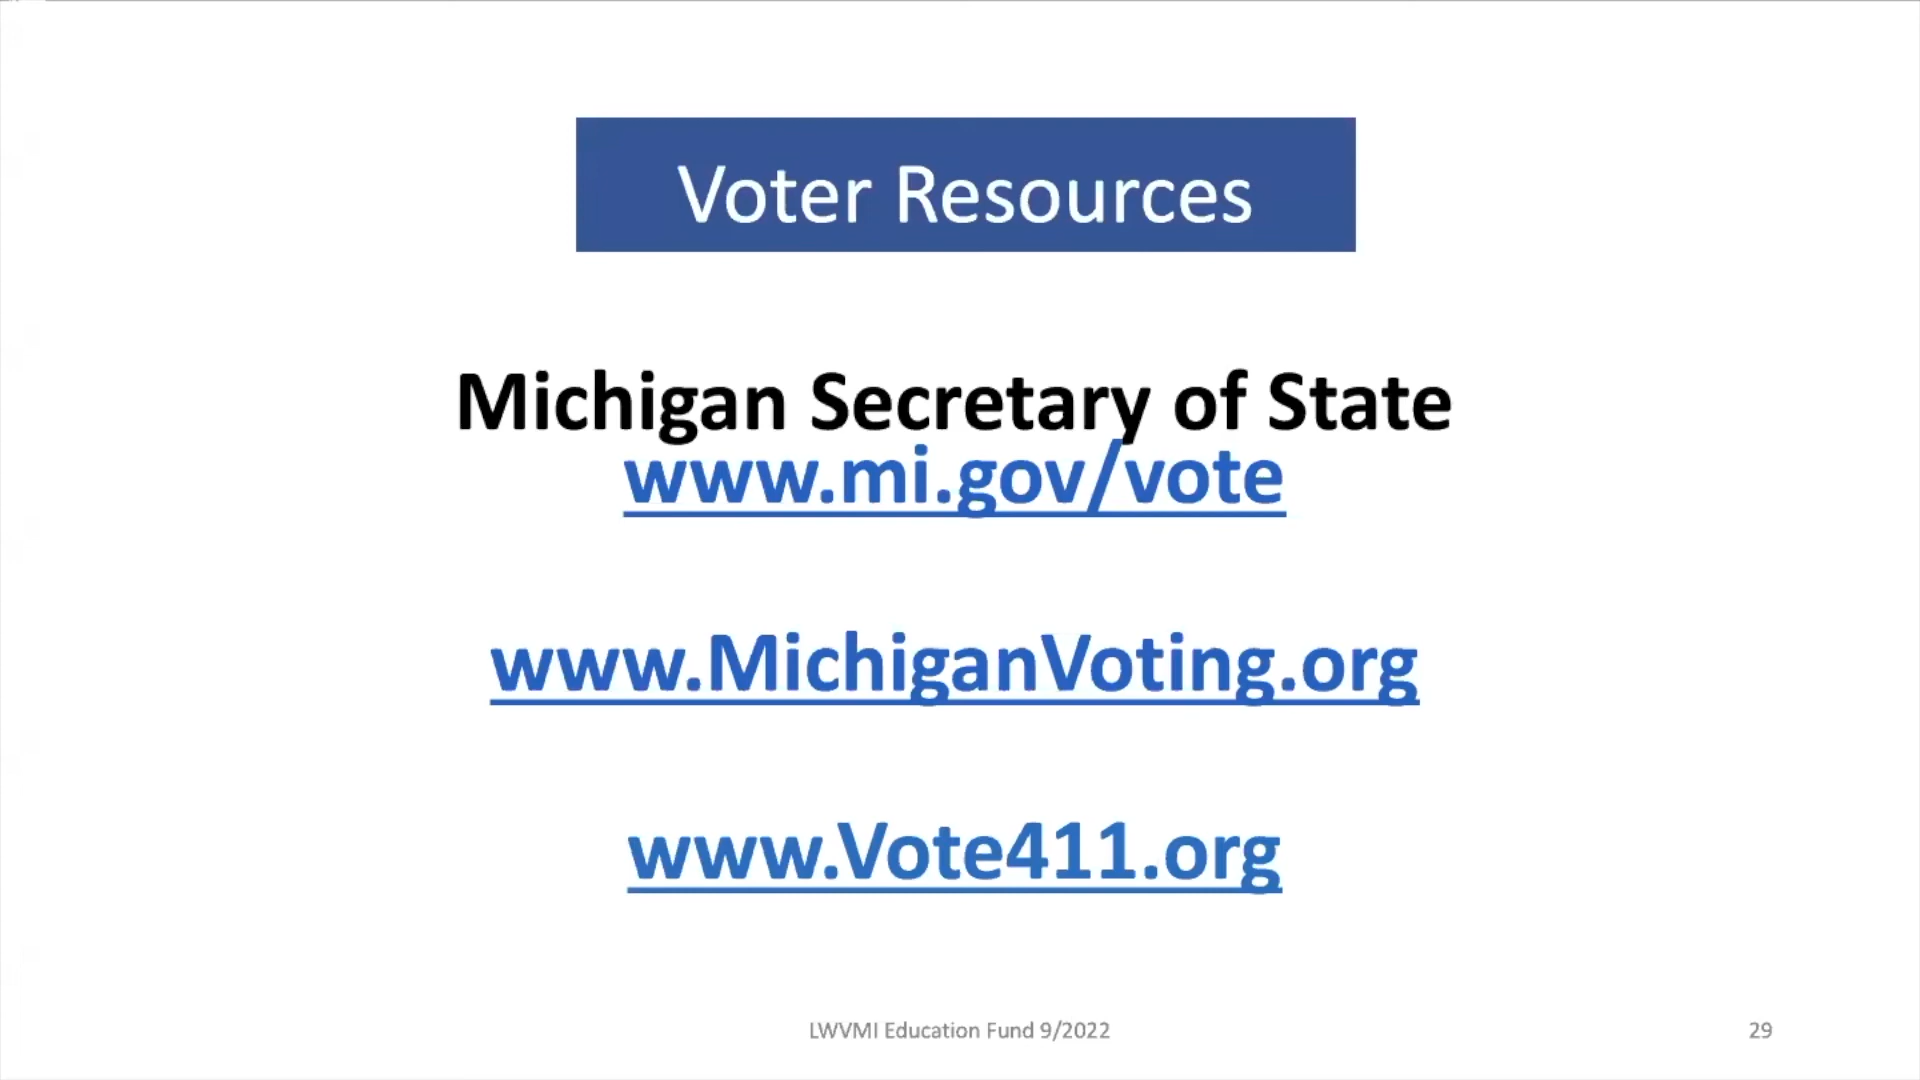 Voter Resources
Michigan Secretary of State
www.mi.gov/vote
www.MichiganVoting.org
www.Vote411.org
LWVMI Education Fund 9/2022
29